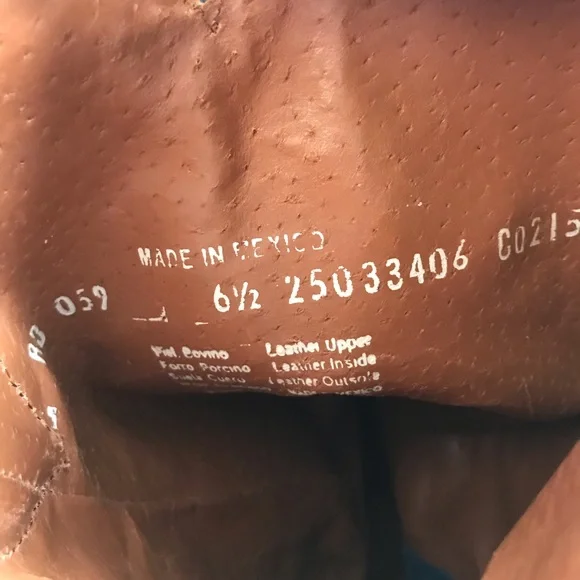 MADE IN MEXICO
059 6½ 25033406 C0215
Piel Bovino Leather Upper
Forro Porcino Leather Inside
Suela Cuero Leather Outsole
MEXICO